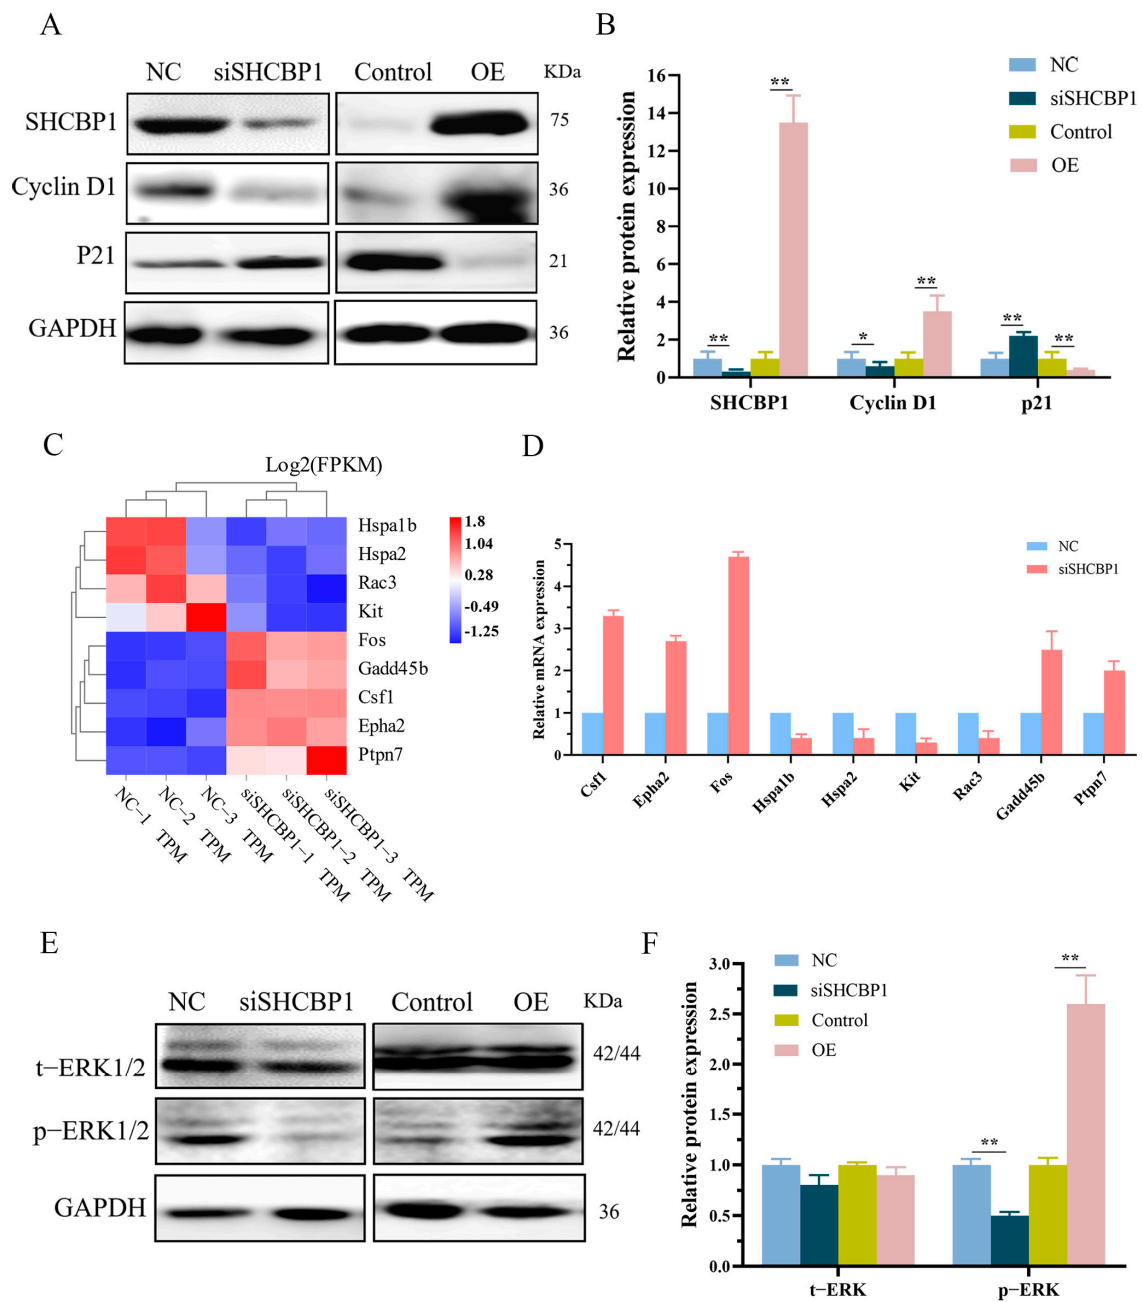 A
NC siSHCBP1 Control OE KDa
SHCBP1 75
Cyclin D1 36
P21 21
GAPDH 36
B
NC
siSHCBP1
Control
OE
Relative protein expression
16
14
12
10
8
6
4
2
0
** **
* **
** **
SHCBP1 Cyclin D1 p21
C
Log2(FPKM)
Hspa1b
Hspa2
Rac3
Kit
Fos
Gadd45b
Csf1
Epha2
Ptpn7
1.8
1.04
0.28
-0.49
-1.25
NC−1 TPM
NC−2 TPM
NC−3 TPM
siSHCBP1−1 TPM
siSHCBP1−2 TPM
siSHCBP1−3 TPM
D
NC
siSHCBP1
Relative mRNA expression
5
4
3
2
1
0
Csf1 Epha2 Fos Hspa1b Hspa2 Kit Rac3 Gadd45b Ptpn7
E
NC siSHCBP1 Control OE KDa
t−ERK1/2 42/44
p−ERK1/2 42/44
GAPDH 36
F
NC
siSHCBP1
Control
OE
Relative protein expression
3.0
2.5
2.0
1.5
1.0
0.5
0.0
** **
t−ERK p−ERK